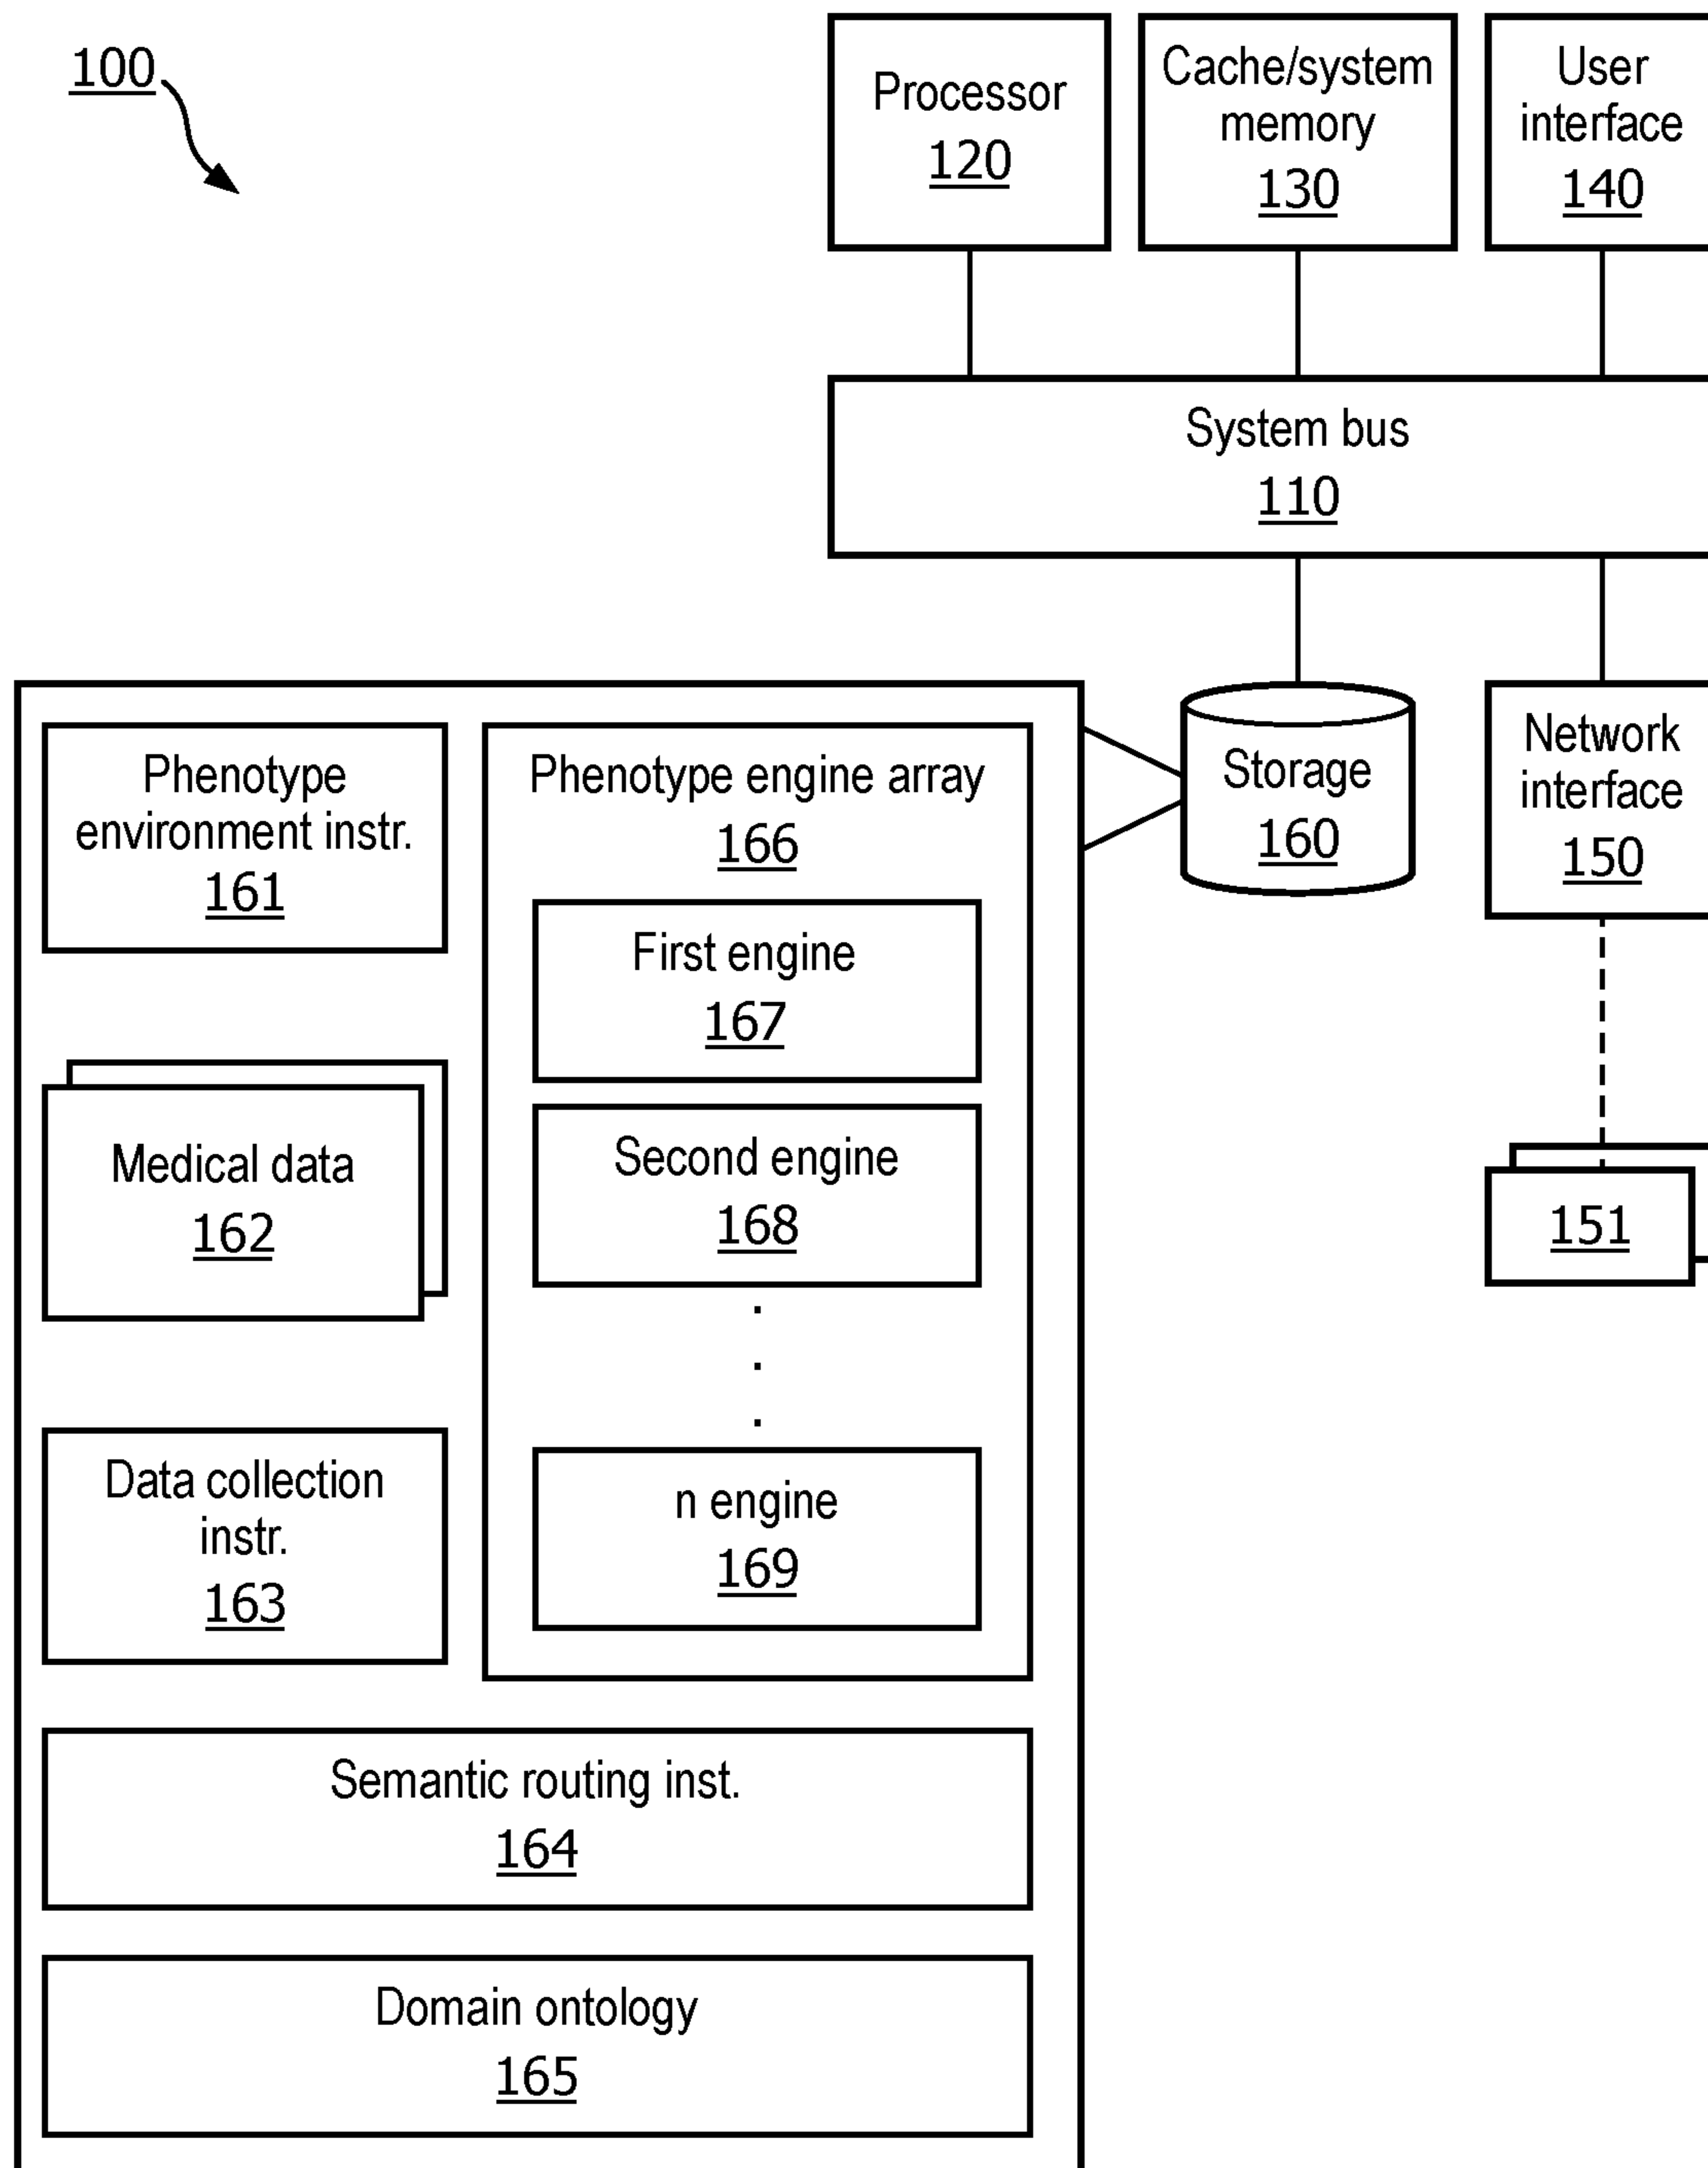 100
Processor
120
Cache/system
memory
130
User
interface
140
System bus
110
Storage
160
Network
interface
150
151
Phenotype
environment instr.
161
Medical data
162
Data collection
instr.
163
Phenotype engine array
166
First engine
167
Second engine
168
.
.
.
n engine
169
Semantic routing inst.
164
Domain ontology
165